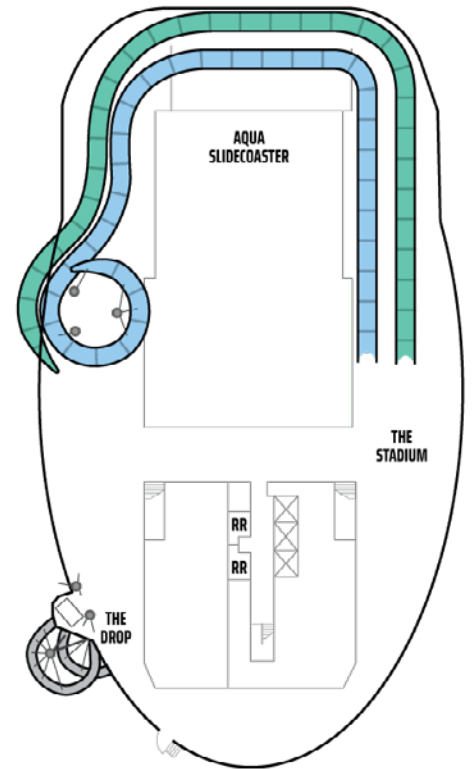 AQUA
SLIDECOASTER
THE
STADIUM
RR
RR
THE
DROP